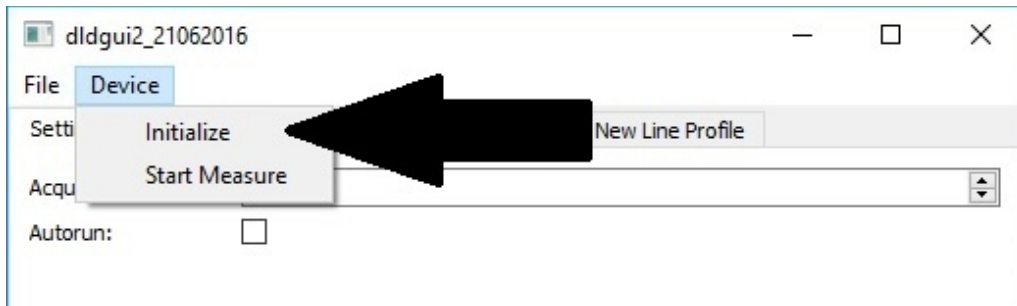 dldgui2_21062016
File Device
Initialize
New Line Profile
Start Measure
Autorun: